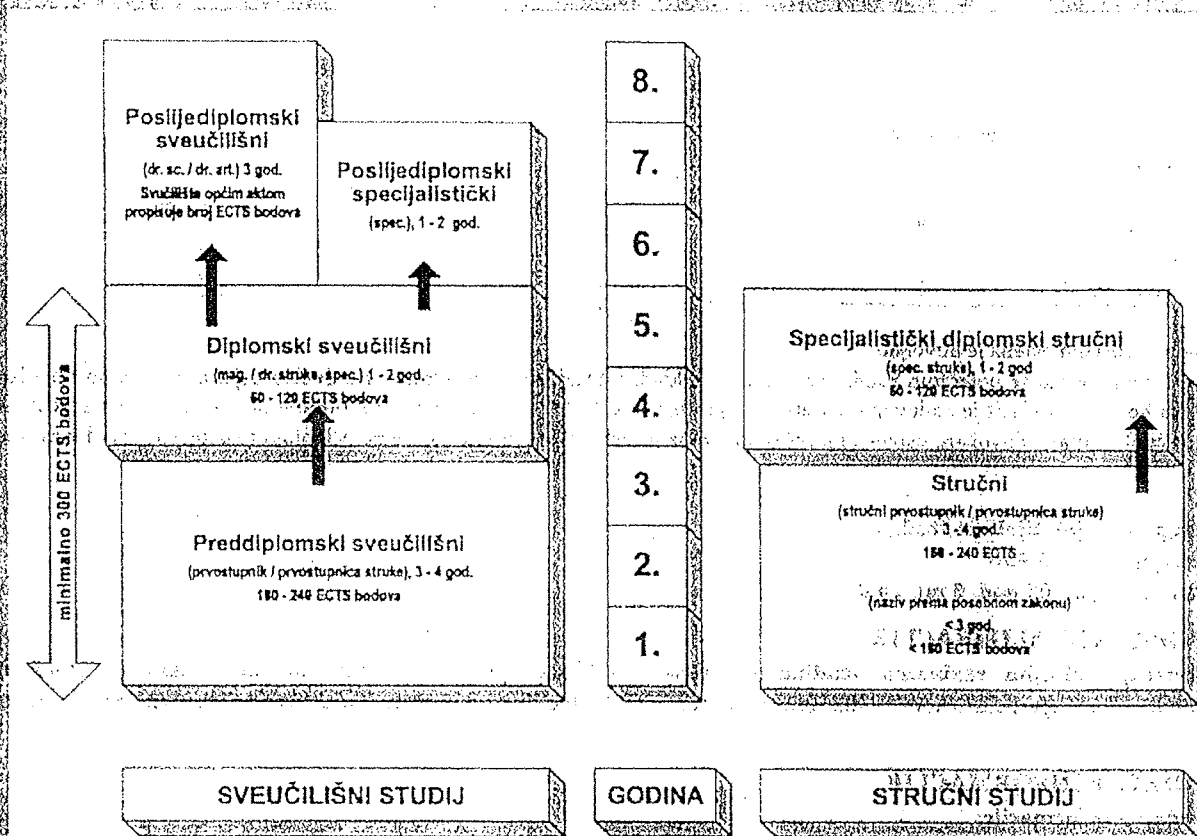 Poslijediplomski
sveučilišni
(dr. sc. / dr. art.) 3 god.
Svučilište općim aktom
propisuje broj ECTS bodova
Poslijediplomski
specijalistički
(spec.), 1 - 2 god.
Diplomski sveučilišni
(mag. / dr. struke, spec.) 1 - 2 god.
60 - 120 ECTS bodova
Preddiplomski sveučilišni
(prvostupnik / prvostupnica struke), 3 - 4 god.
180 - 240 ECTS bodova
minimalno 300 ECTS bodova
8.
7.
6.
5.
4.
3.
2.
1.
Specijalistički diplomski stručni
(spec. struke), 1 - 2 god
60 - 120 ECTS bodova
Stručni
(stručni prvostupnik / prvostupnica struke)
3 - 4 god.
180 - 240 ECTS
(naziv prema posebnom zakonu)
< 3 god.
< 180 ECTS bodova
SVEUČILIŠNI STUDIJ
GODINA
STRUČNI STUDIJ